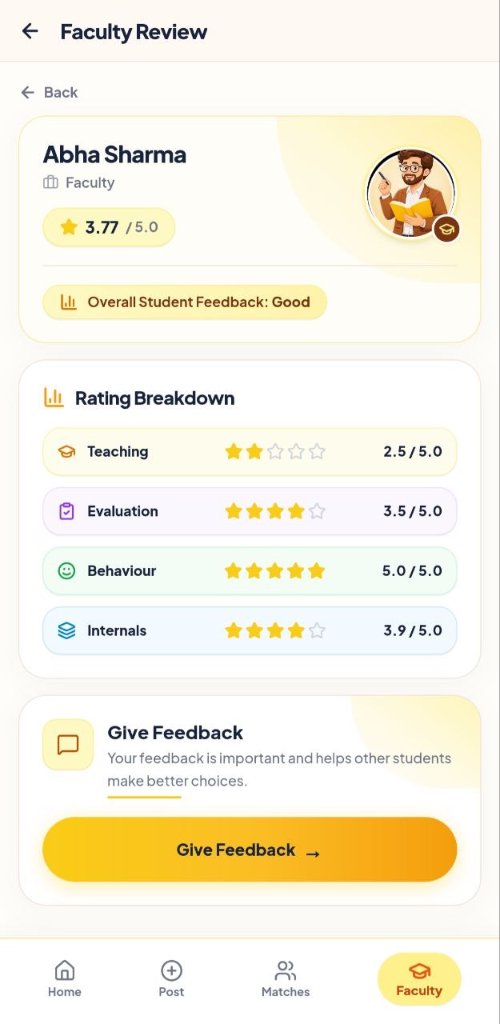 Faculty Review
Back
Abha Sharma
Faculty
3.77 / 5.0
Overall Student Feedback: Good
Rating Breakdown
Teaching 2.5 / 5.0
Evaluation 3.5 / 5.0
Behaviour 5.0 / 5.0
Internals 3.9 / 5.0
Give Feedback
Your feedback is important and helps other students
make better choices.
Give Feedback →
Home Post Matches Faculty